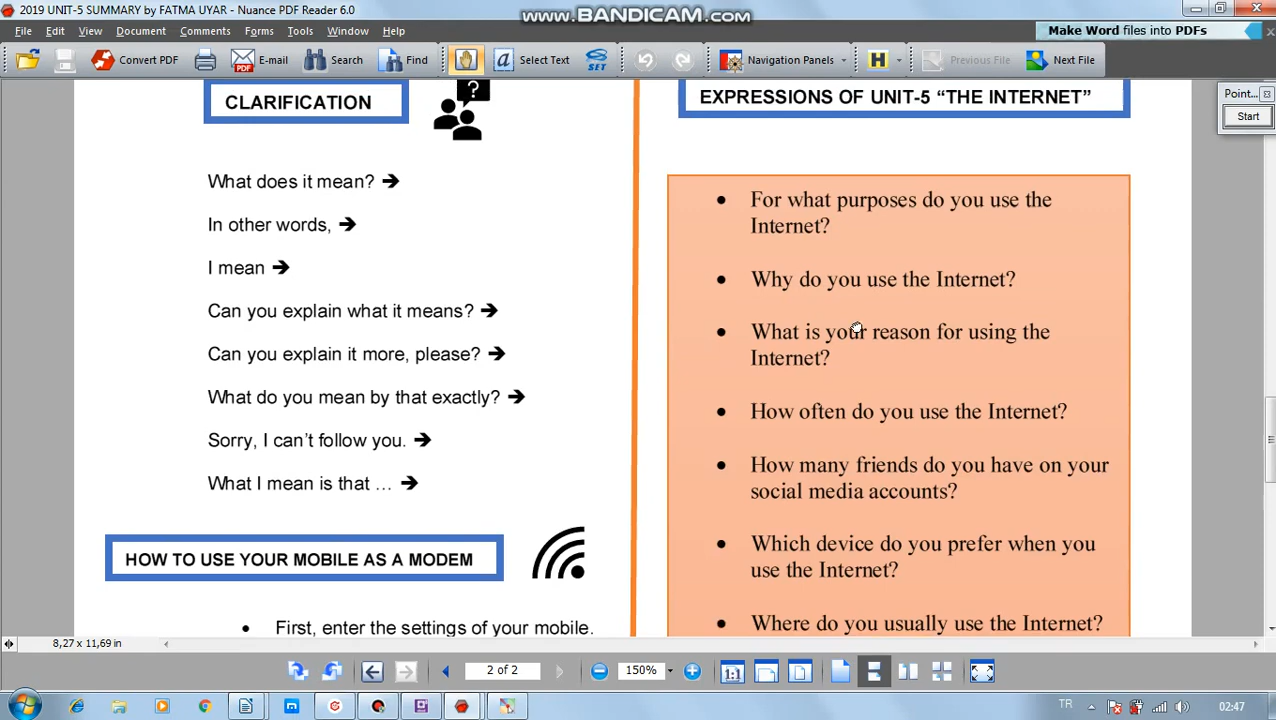 2019 UNIT-5 SUMMARY by FATMA UYAR - Nuance PDF Reader 6.0
www.BANDICAM.com
File Edit View Document Comments Forms Tools Window Help
Make Word files into PDFs
Convert PDF
E-mail
Search
Find
Select Text
SET
Navigation Panels
H
Previous File
Next File
Point...
Start
CLARIFICATION
?
What does it mean? ➔
In other words, ➔
I mean ➔
Can you explain what it means? ➔
Can you explain it more, please? ➔
What do you mean by that exactly? ➔
Sorry, I can't follow you. ➔
What I mean is that … ➔
HOW TO USE YOUR MOBILE AS A MODEM
• First, enter the settings of your mobile.
EXPRESSIONS OF UNIT-5 “THE INTERNET”
• For what purposes do you use the
Internet?
• Why do you use the Internet?
• What is your reason for using the
Internet?
• How often do you use the Internet?
• How many friends do you have on your
social media accounts?
• Which device do you prefer when you
use the Internet?
• Where do you usually use the Internet?
8,27 x 11,69 in
2 of 2
150%
1:1
TR
02:47